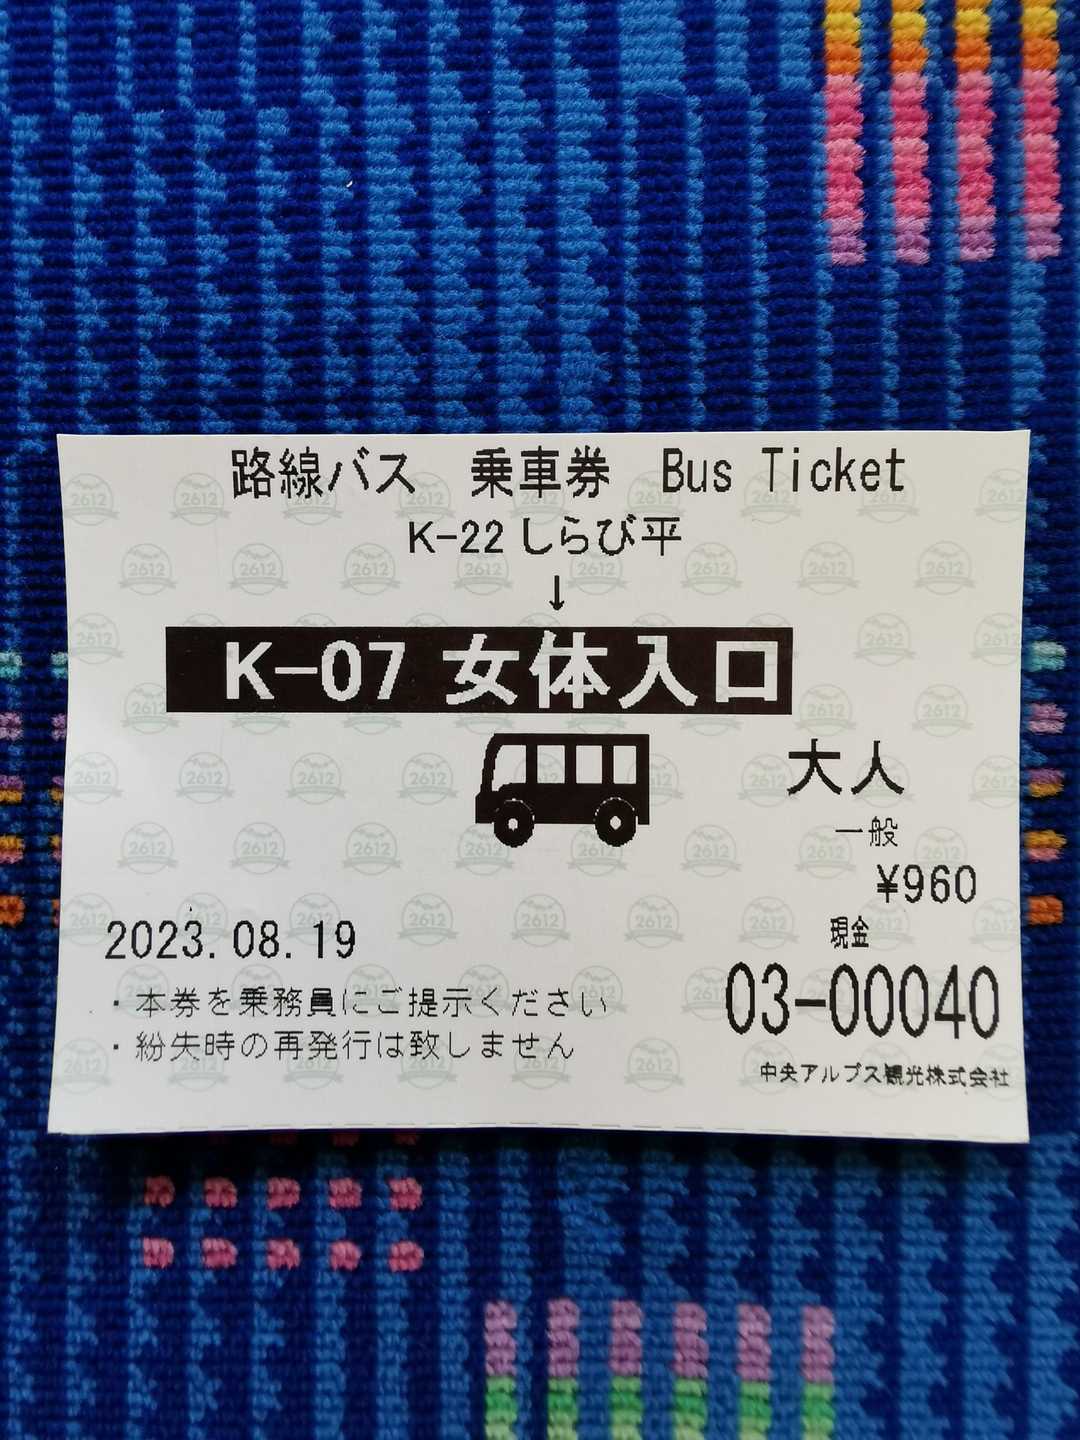 路線バス 乗車券 Bus Ticket
K-22 しらび平
↓
K-07 女体入口
大人
一般
¥960
2023.08.19
現金
・本券を乗務員にご提示ください
03-00040
・紛失時の再発行は致しません
中央アルプス観光株式会社
2612